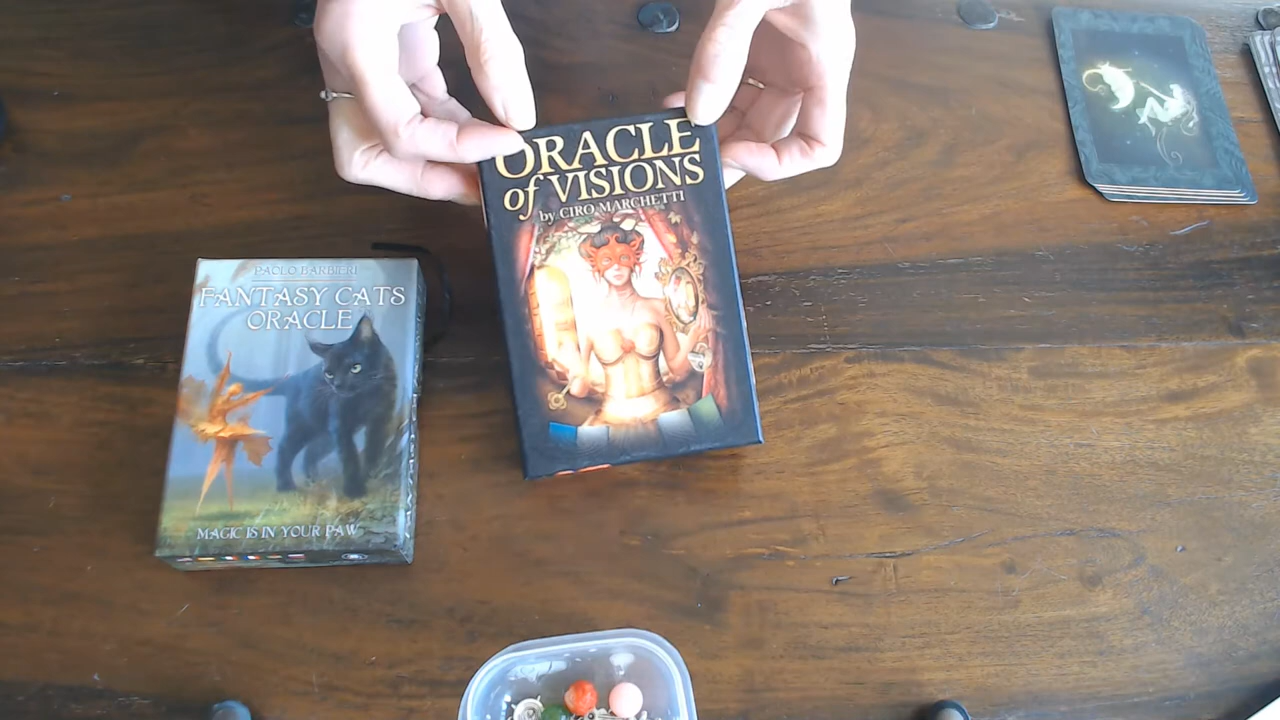 ORACLE
of VISIONS
by CIRO MARCHETTI
PAOLO BARBIERI
FANTASY CATS
ORACLE
MAGIC IS IN YOUR PAW